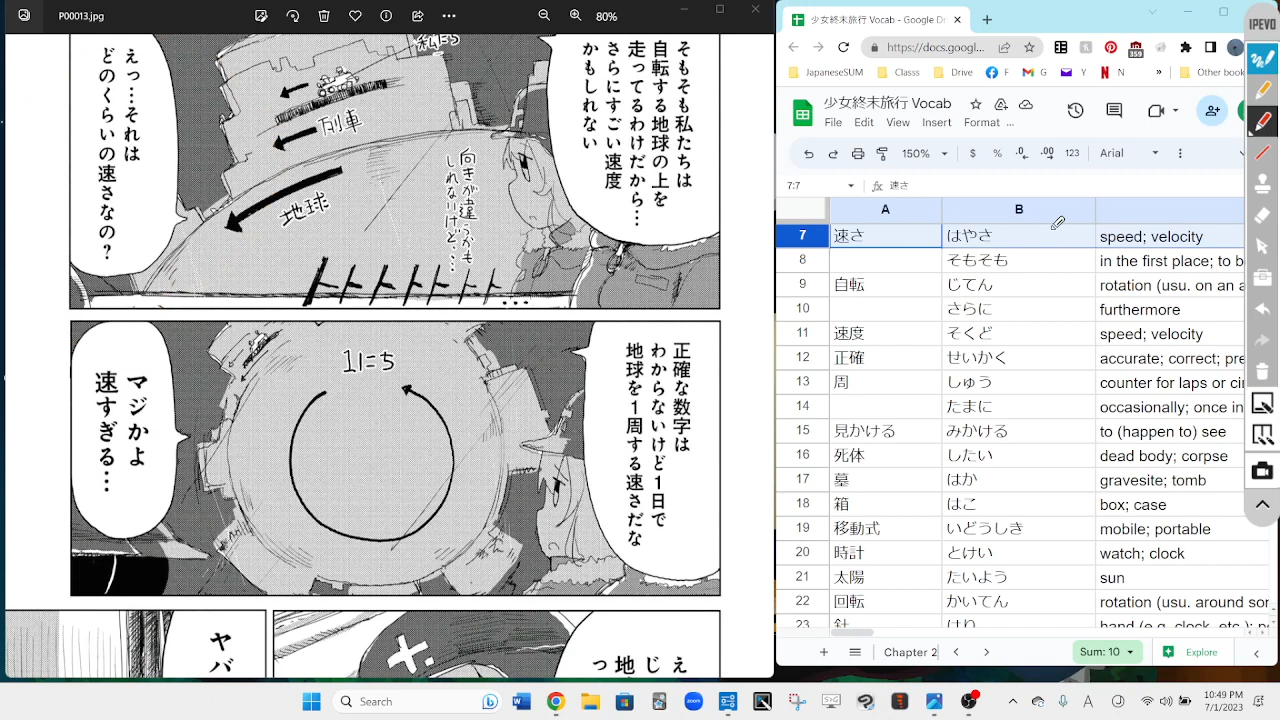 P00013.jpg
80%
そもそも私たちは
自転する地球の上を
走ってるわけだから…
さらにすごい速度
かもしれない
列車
地球
向きが違うかも
しれないけど…
えっ…それは
どのくらいの速さなの？
正確な数字は
わからないけど1日で
地球を1周する速さだな
1にち
マジかよ
速すぎる…
え
じ
地
っ
ヤバ
少女終末旅行 Vocab - Google Dr
https://docs.googl...
JapaneseSUM
Classs
Drive
F
G
Y
N
»
Other book
少女終末旅行 Vocab
File Edit View Insert Format ...
150%
$
%
.0
.00
123
Arial
7:7
fx 速さ
A B
7 速さ はやさ speed; velocity
8 そもそも in the first place; to b
9 自転 じてん rotation (usu. on an a
10 さらに furthermore
11 速度 そくど speed; velocity
12 正確 せいかく accurate; correct; pre
13 周 しゅう counter for laps or cir
14 たまに occasionally; once in
15 見かける みかける to (happen to) see
16 死体 したい dead body; corpse
17 墓 はか gravesite; tomb
18 箱 はこ box; case
19 移動式 いどうしき mobile; portable
20 時計 とけい watch; clock
21 太陽 たいよう sun
22 回転 かいてん rotation (usu. around som
Chapter 2
Sum: 10
Explore
IPEVO
Search
zoom
A
10:49 PM
7/1/2023